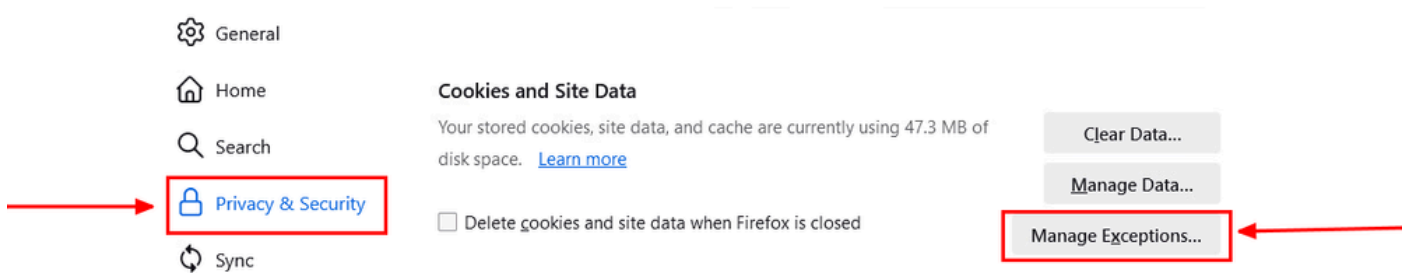 General
Home
Search
Privacy & Security
Sync
Cookies and Site Data
Your stored cookies, site data, and cache are currently using 47.3 MB of
disk space. Learn more
Delete cookies and site data when Firefox is closed
Clear Data...
Manage Data...
Manage Exceptions...